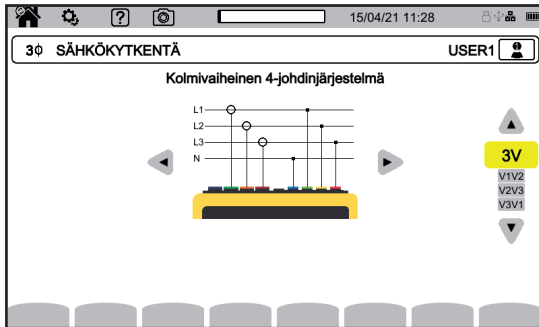 ?
15/04/21 11:28
3Φ SÄHKÖKYTKENTÄ
USER1
Kolmivaiheinen 4-johdinjärjestelmä
L1
L2
L3
N
3V
V1V2
V2V3
V3V1